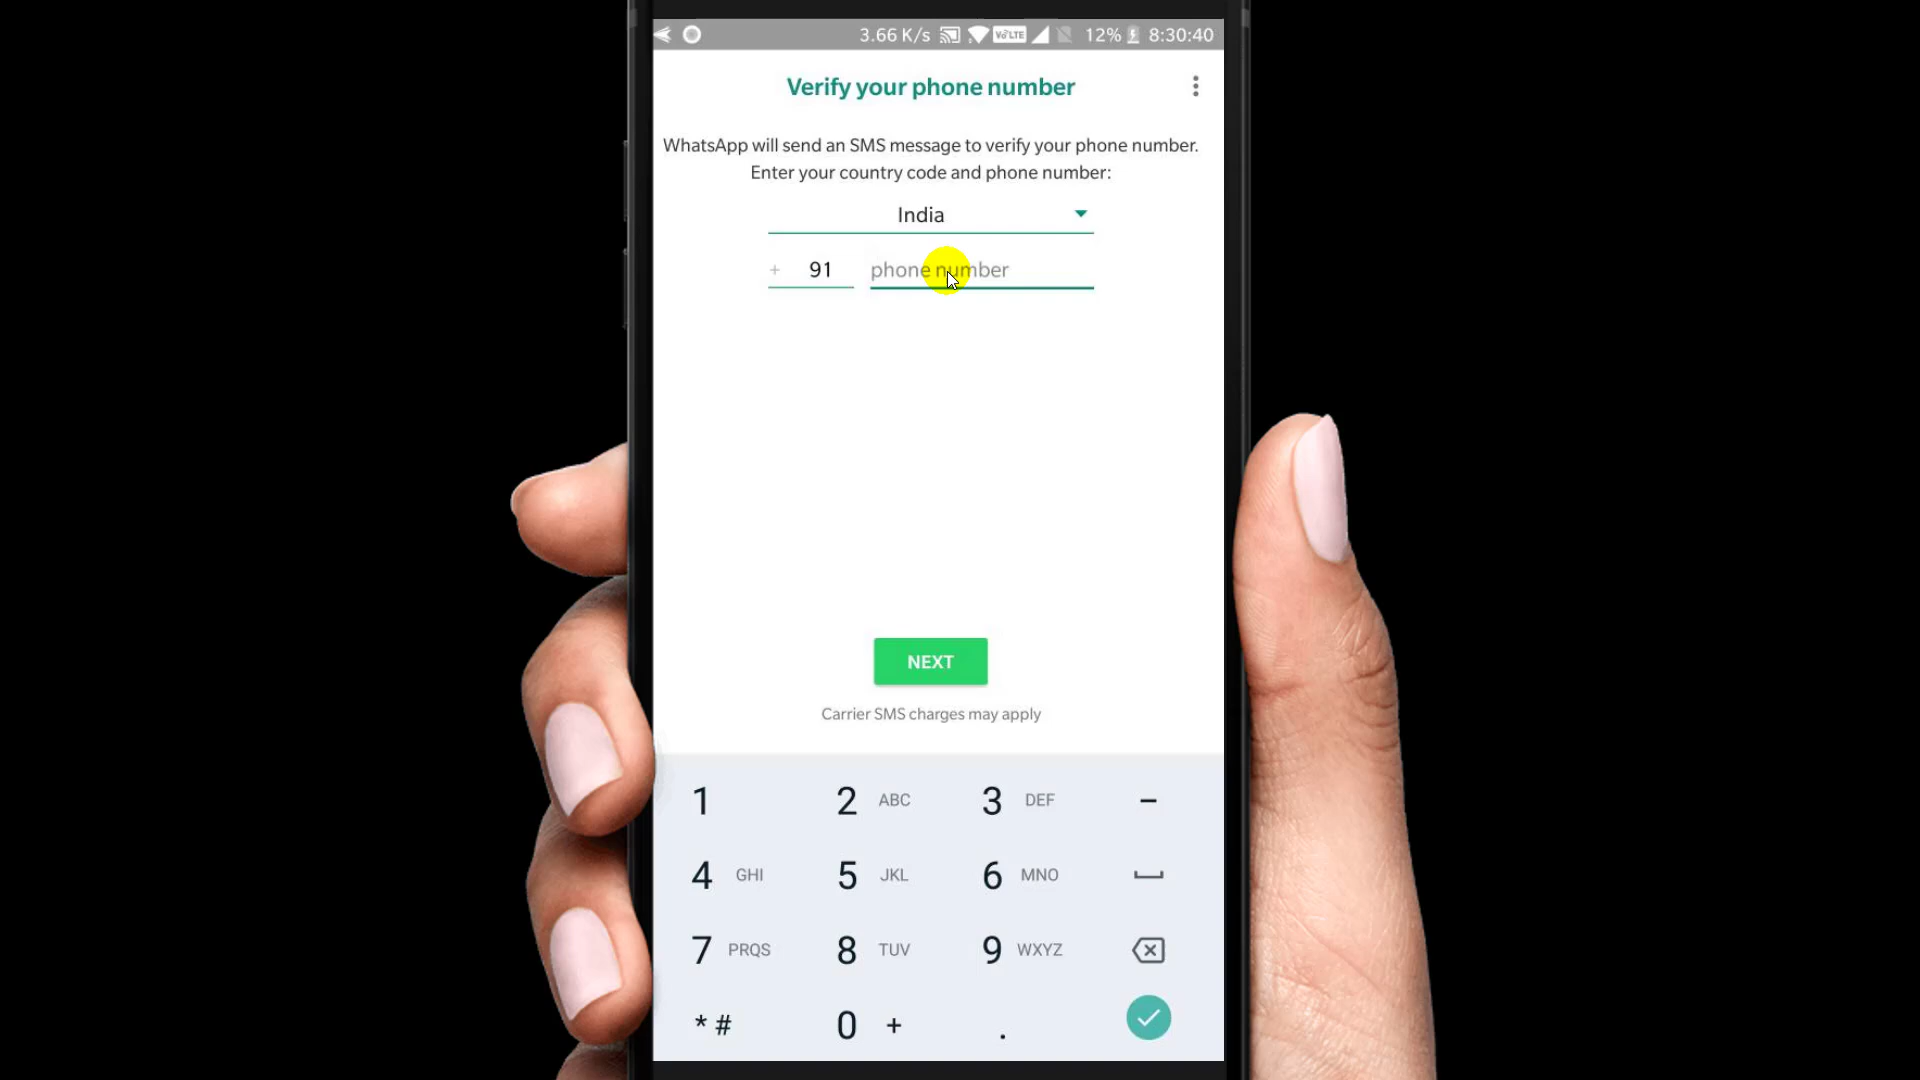 3.66 K/s VoLTE 12% 8:30:40
Verify your phone number
WhatsApp will send an SMS message to verify your phone number.
Enter your country code and phone number:
India
+ 91 phone number
NEXT
Carrier SMS charges may apply
1 2 ABC 3 DEF -
4 GHI 5 JKL 6 MNO
7 PRQS 8 TUV 9 WXYZ
* # 0 + .